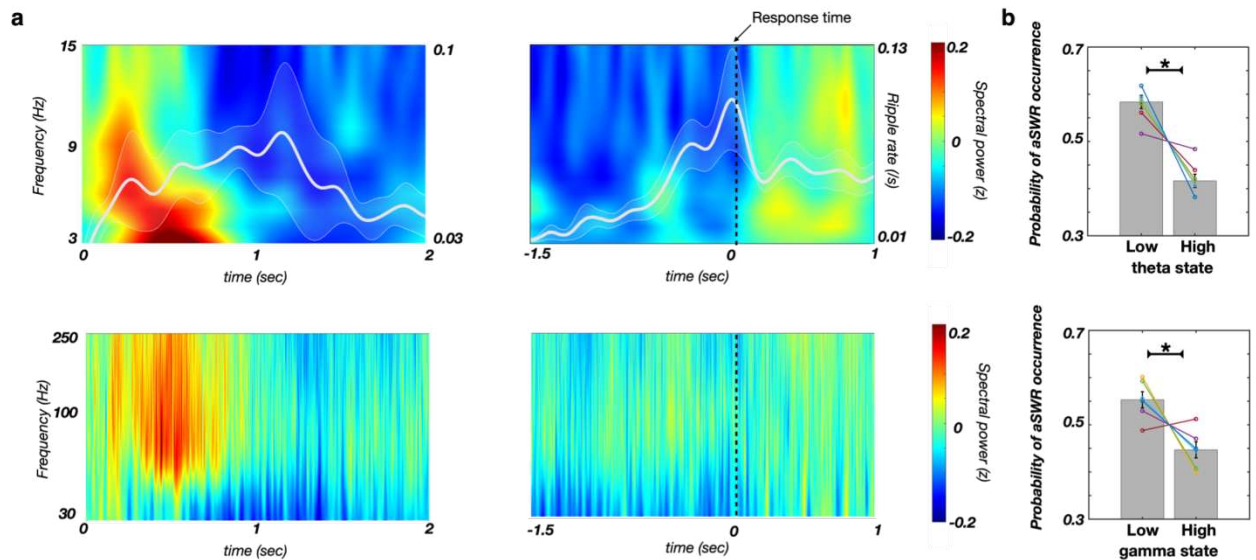 a
b
Response time
15
9
3
Frequency (Hz)
0.1
0.03
0
1
2
time (sec)
0.13
0.01
Ripple rate (/s)
-1.5
0
1
time (sec)
0.2
0
-0.2
Spectral power (z)
0.7
0.5
0.3
Probability of aSWR occurrence
*
Low
High
theta state
250
100
30
Frequency (Hz)
0
1
2
time (sec)
-1.5
0
1
time (sec)
0.2
0
-0.2
Spectral power (z)
0.7
0.5
0.3
Probability of aSWR occurrence
*
Low
High
gamma state